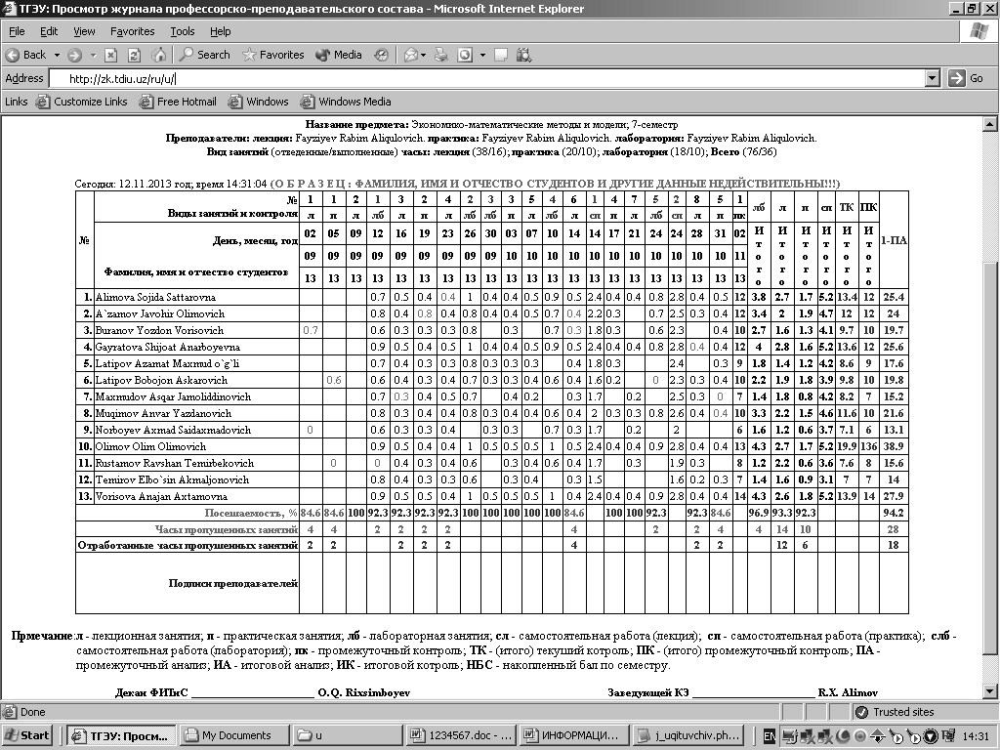 ТГЭУ: Просмотр журнала профессорско-преподавательского состава - Microsoft Internet Explorer
File Edit View Favorites Tools Help
Back Search Favorites Media
Address http://zk.tdiu.uz/ru/u/ Go
Links Customize Links Free Hotmail Windows Windows Media
Название предмета: Экономико-математические методы и модели; 7-семестр
Преподаватели: лекция: Fayziyev Rabim Aliqulovich. практика: Fayziyev Rabim Aliqulovich. лаборатория: Fayziyev Rabim Aliqulovich.
Вид занятий (отведенные/выполненные) часы: лекция (38/16); практика (20/10); лаборатория (18/10); Всего (76/36)
Сегодня: 12.11.2013 год; время 14:31:04 (О Б Р А З Е Ц : ФАМИЛИЯ, ИМЯ И ОТЧЕСТВО СТУДЕНТОВ И ДРУГИЕ ДАННЫЕ НЕДЕЙСТВИТЕЛЬНЫ!!!)
№ 1 1 2 1 3 2 4 2 3 3 5 4 6 1 4 7 5 2 8 5 1
Виды занятий и контроля л п л лб л п л лб лб п л лб л сп п л лб сп л п пк лб л п сп ТК ПК
№ День, месяц, год 02 05 09 12 16 19 23 26 30 03 07 10 14 14 17 21 24 24 28 31 02 Итого Итого Итого Итого Итого Итого 1-ПА
09 09 09 09 09 09 09 09 09 10 10 10 10 10 10 10 10 10 10 10 11
Фамилия, имя и отчество студентов 13 13 13 13 13 13 13 13 13 13 13 13 13 13 13 13 13 13 13 13 13
1. Alimova Sojida Sattarovna 0.7 0.5 0.4 0.4 1 0.4 0.4 0.5 0.9 0.5 2.4 0.4 0.4 0.8 2.8 0.4 0.5 12 3.8 2.7 1.7 5.2 13.4 12 25.4
2. A`zamov Javohir Olimovich 0.8 0.4 0.8 0.4 0.8 0.4 0.4 0.5 0.7 0.4 2.2 0.3 0.7 2.5 0.3 0.4 12 3.4 2 1.9 4.7 12 12 24
3. Buranov Yozdon Vorisovich 0.7 0.6 0.3 0.3 0.3 0.8 0.3 0.7 0.3 1.8 0.3 0.6 2.3 0.4 10 2.7 1.6 1.3 4.1 9.7 10 19.7
4. Gayratova Shijoat Anarboyevna 0.9 0.5 0.4 0.5 1 0.4 0.4 0.5 0.9 0.5 2.4 0.4 0.4 0.8 2.8 0.4 0.4 12 4 2.8 1.6 5.2 13.6 12 25.6
5. Latipov Azamat Maxmud o`g`li 0.7 0.4 0.3 0.3 0.8 0.3 0.3 0.3 0.4 1.8 0.3 2.4 0.3 9 1.8 1.4 1.2 4.2 8.6 9 17.6
6. Latipov Bobojon Askarovich 0.6 0.6 0.4 0.3 0.4 0.7 0.3 0.3 0.4 0.6 0.4 1.6 0.2 0 2.3 0.3 0.4 10 2.2 1.9 1.8 3.9 9.8 10 19.8
7. Maxmudov Asqar Jamoliddinovich 0.7 0.3 0.4 0.5 0.7 0.4 0.2 0.3 1.7 0.2 2.5 0.3 0 7 1.4 1.8 0.8 4.2 8.2 7 15.2
8. Muqimov Anvar Yazdanovich 0.8 0.3 0.4 0.4 0.8 0.4 0.3 0.4 0.6 0.4 2 0.3 0.3 0.8 2.6 0.4 0.4 10 3.3 2.2 1.5 4.6 11.6 10 21.6
9. Norboyev Axmad Saidaxmadovich 0 0.6 0.3 0.3 0.4 0.3 0.3 0.7 0.3 1.7 0.2 2 6 1.6 1.2 0.6 3.7 7.1 6 13.1
10. Olimov Olim Olimovich 0.9 0.5 0.4 0.4 1 0.5 0.5 0.5 1 0.5 2.4 0.4 0.4 0.9 2.8 0.4 0.4 13 4.3 2.7 1.7 5.2 19.9 136 38.9
11. Rustamov Ravshan Temirbekovich 0 0 0.4 0.3 0.4 0.6 0.3 0.4 0.6 0.4 1.7 0.3 1.9 0.3 8 1.2 2.2 0.6 3.6 7.6 8 15.6
12. Temirov Elbo`sin Akmaljonovich 0.8 0.4 0.3 0.3 0.6 0.3 0.4 0.3 1.5 1.6 0.2 0.3 7 1.4 1.6 0.9 3.1 7 7 14
13. Vorisova Anajan Axtamovna 0.9 0.5 0.5 0.4 1 0.4 0.4 0.5 1 0.4 2.4 0.4 0.4 0.9 2.8 0.4 0.4 14 4.3 2.6 1.8 5.2 13.9 14 27.9
Посещаемость, % 84.6 84.6 100 92.3 92.3 92.3 92.3 100 100 100 100 100 84.6 100 100 92.3 92.3 84.6 96.9 93.3 92.3 94.2
Часы пропущенных занятий 4 4 2 2 2 2 4 2 2 4 4 14 10 28
Отработанные часы пропущенных занятий 2 2 2 2 2 4 2 2 12 6 18
Подписи преподавателей
Прмечание:л - лекционная занятия; п - практическая занятия; лб - лабораторная занятия; сл - самостоятельная работа (лекция); сп - самостоятельная работа (практика); слб -
самостоятельная работа (лаборатория); пк - промежуточный контроль; ТК - (итого) текуший котроль; ПК - (итого) промежуточный контроль; ПА -
промежуточный анализ; ИА - итоговой анализ; ИК - итоговой котроль; НБС - накопленный бал по семестру.
Декан ФИТиС O.Q. Rixsimboyev Заведующей КЭ R.X. Alimov
Done Trusted sites
Start ТГЭУ: Просм... My Documents u 1234567.doc - ... ИНФОРМАЦИ... j_uqituvchiv.ph... EN 14:31